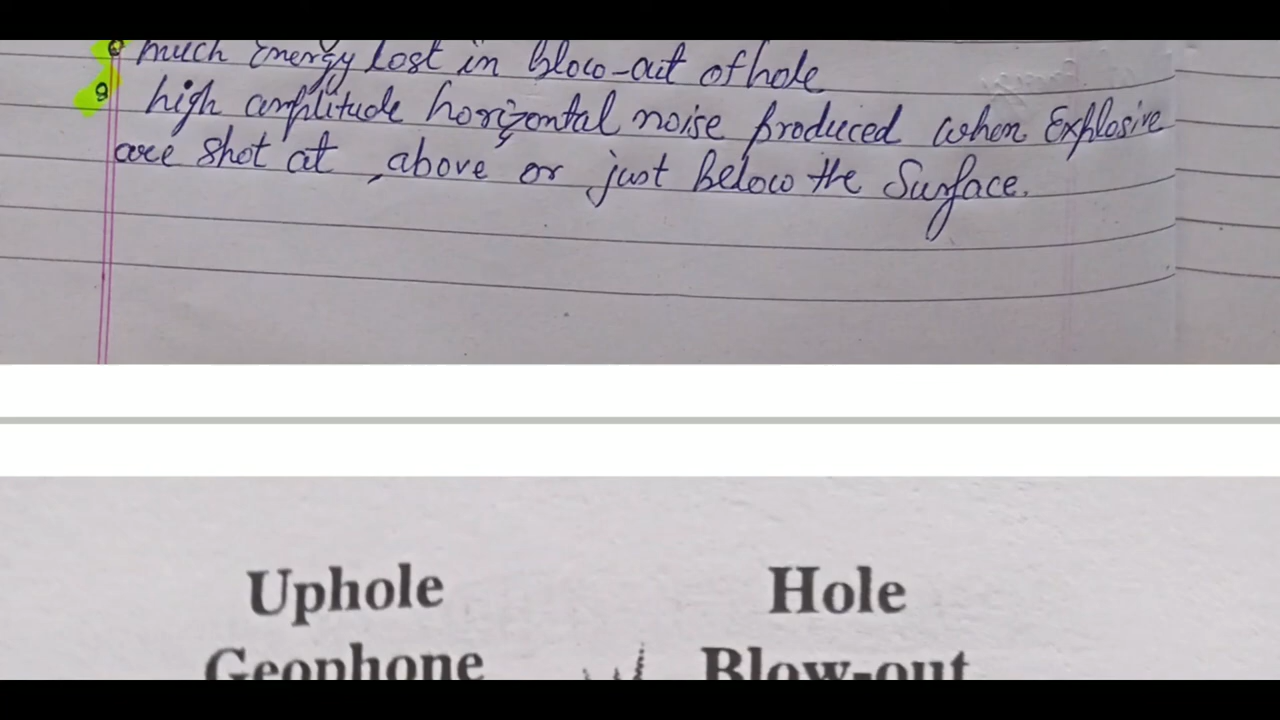 much Energy lost in blow-out of hole
high amplitude horizontal noise produced when Explosive
are shot at , above or just below the Surface.
Uphole Hole
Geophone Blow-out